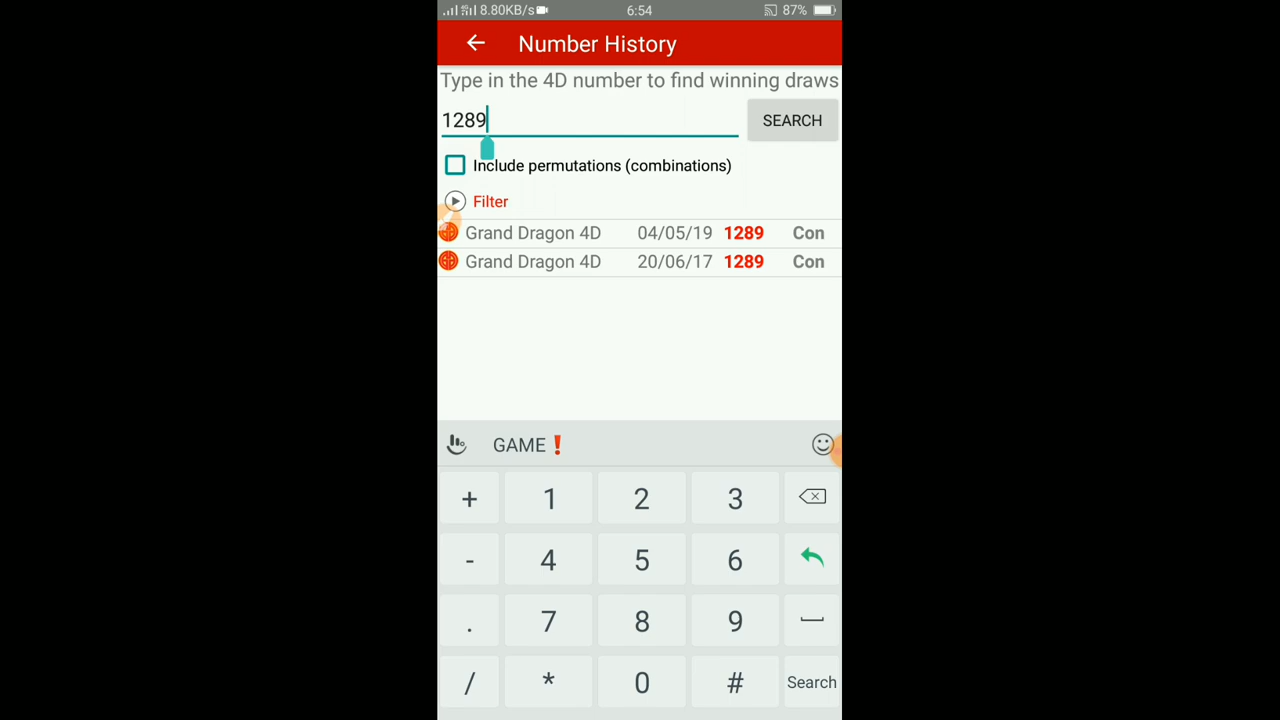 8.80KB/s 6:54 87%
Number History
Type in the 4D number to find winning draws
1289 SEARCH
Include permutations (combinations)
Filter
Grand Dragon 4D 04/05/19 1289 Con
Grand Dragon 4D 20/06/17 1289 Con
GAME❗
+ 1 2 3
- 4 5 6
. 7 8 9
/ * 0 # Search